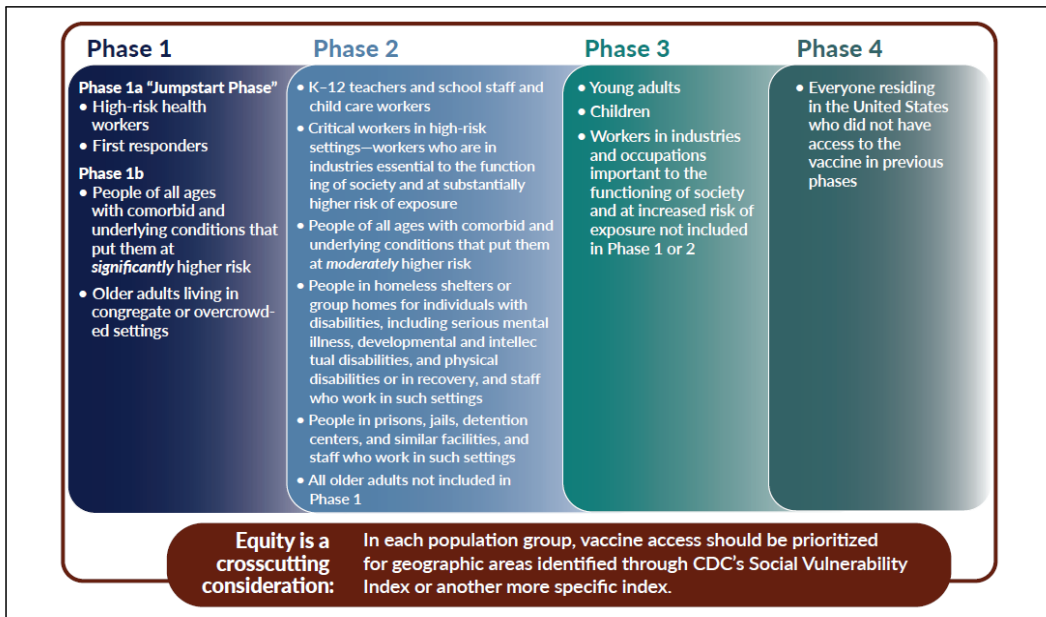 Phase 1
Phase 1a “Jumpstart Phase”
• High-risk health
workers
• First responders
Phase 1b
• People of all ages
with comorbid and
underlying conditions that
put them at
significantly higher risk
• Older adults living in
congregate or overcrowd-
ed settings
Phase 2
• K–12 teachers and school staff and
child care workers
• Critical workers in high-risk
settings—workers who are in
industries essential to the function
ing of society and at substantially
higher risk of exposure
• People of all ages with comorbid and
underlying conditions that put them
at moderately higher risk
• People in homeless shelters or
group homes for individuals with
disabilities, including serious mental
illness, developmental and intellec
tual disabilities, and physical
disabilities or in recovery, and staff
who work in such settings
• People in prisons, jails, detention
centers, and similar facilities, and
staff who work in such settings
• All older adults not included in
Phase 1
Phase 3
• Young adults
• Children
• Workers in industries
and occupations
important to the
functioning of society
and at increased risk of
exposure not included
in Phase 1 or 2
Phase 4
• Everyone residing
in the United States
who did not have
access to the
vaccine in previous
phases
Equity is a
crosscutting
consideration:
In each population group, vaccine access should be prioritized
for geographic areas identified through CDC’s Social Vulnerability
Index or another more specific index.